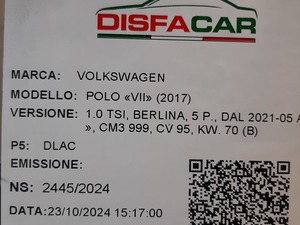 DISFACAR
MARCA: VOLKSWAGEN
MODELLO: POLO «VII» (2017)
VERSIONE: 1.0 TSI, BERLINA, 5 P., DAL 2021-05 A
», CM3 999, CV 95, KW. 70 (B)
P5: DLAC
EMISSIONE:
NS: 2445/2024
DATA:23/10/2024 15:17:00